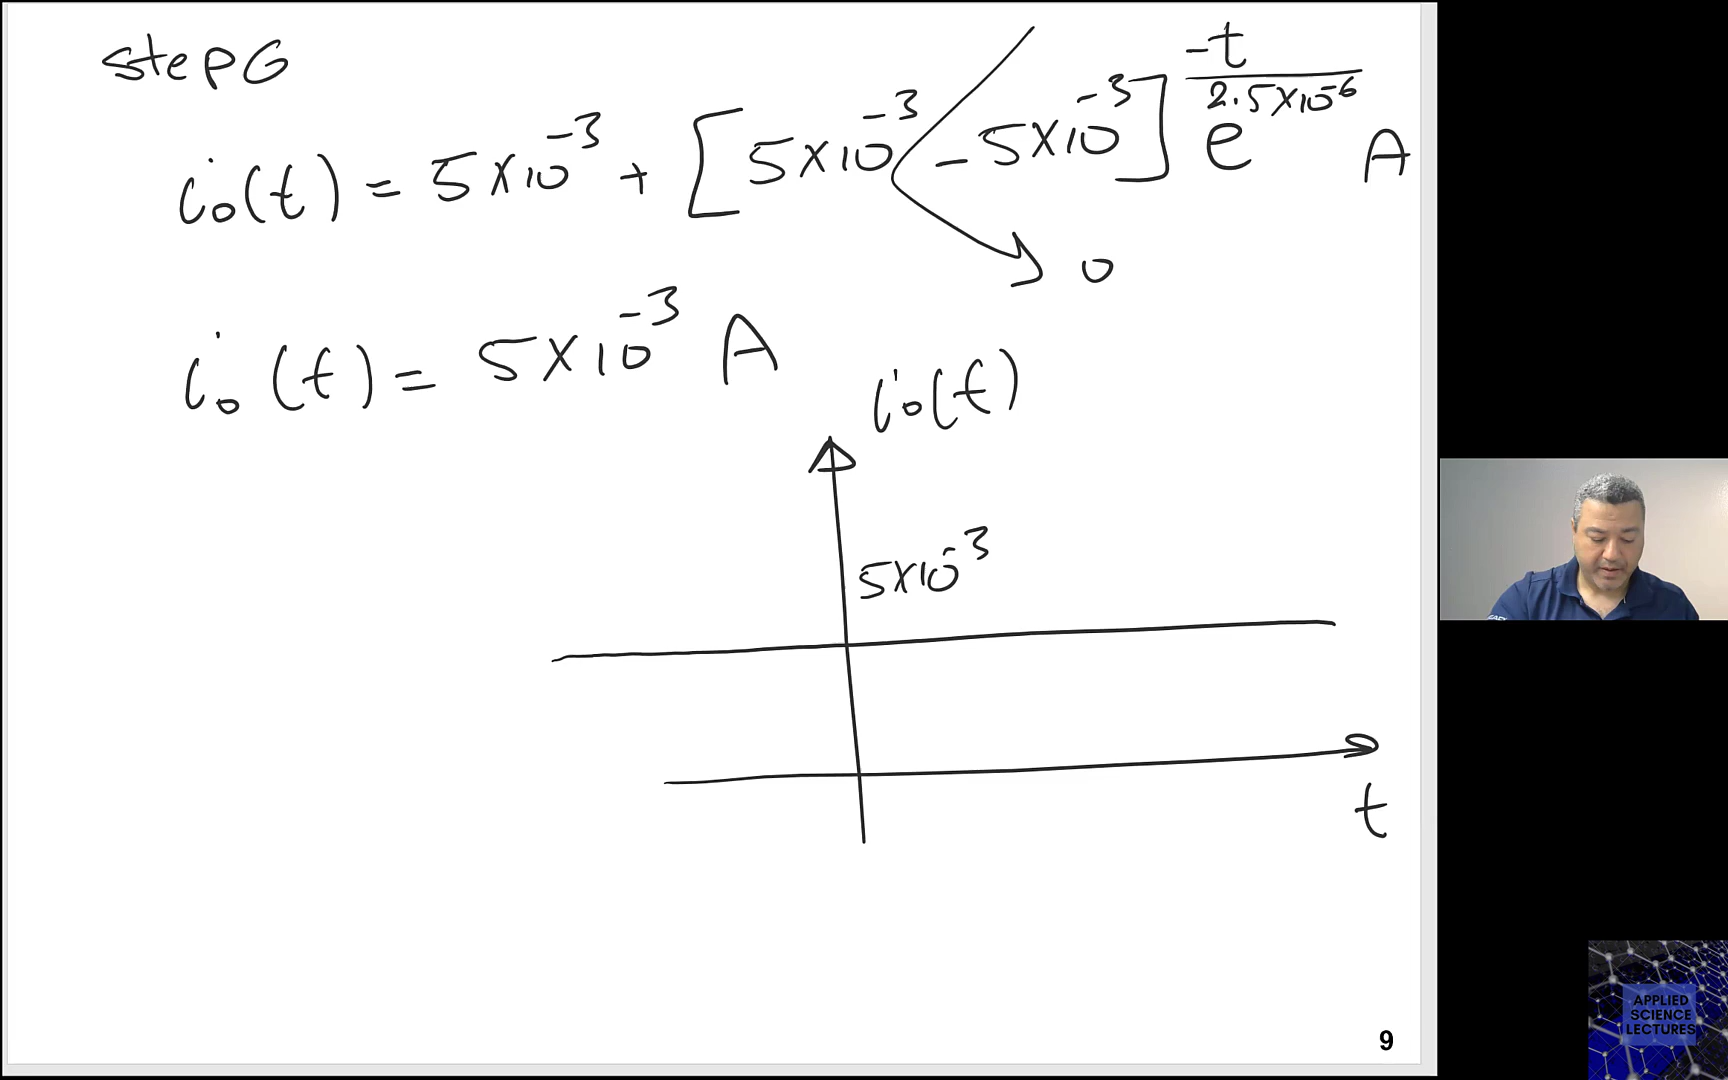 step6
i₀(t) = 5×10⁻³ + [5×10⁻³ - 5×10⁻³] e^(-t/2.5×10⁻⁶) A
0
i₀(t) = 5×10⁻³ A
i₀(t)
5×10⁻³
t
9
APPLIED
SCIENCE
LECTURES